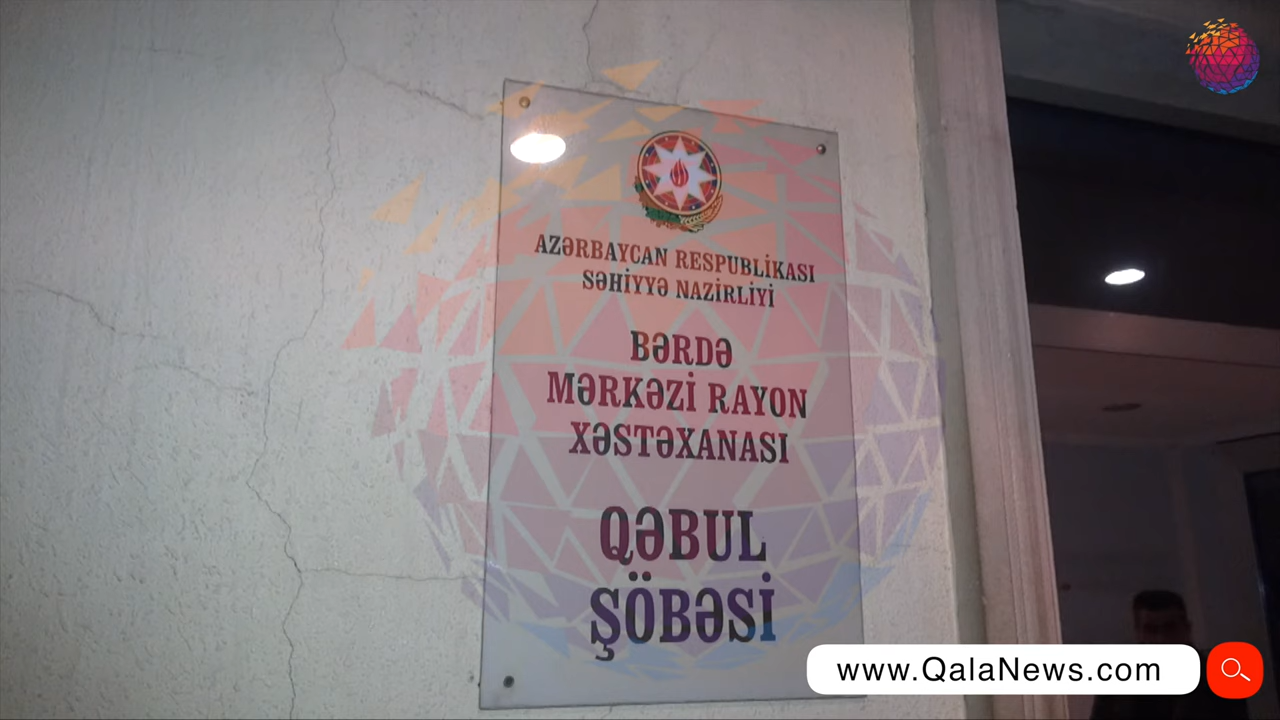 AZƏRBAYCAN RESPUBLİKASI
SƏHİYYƏ NAZİRLİYİ
BƏRDƏ
MƏRKƏZİ RAYON
XƏSTƏXANASI
QƏBUL
ŞÖBƏSİ
www.QalaNews.com